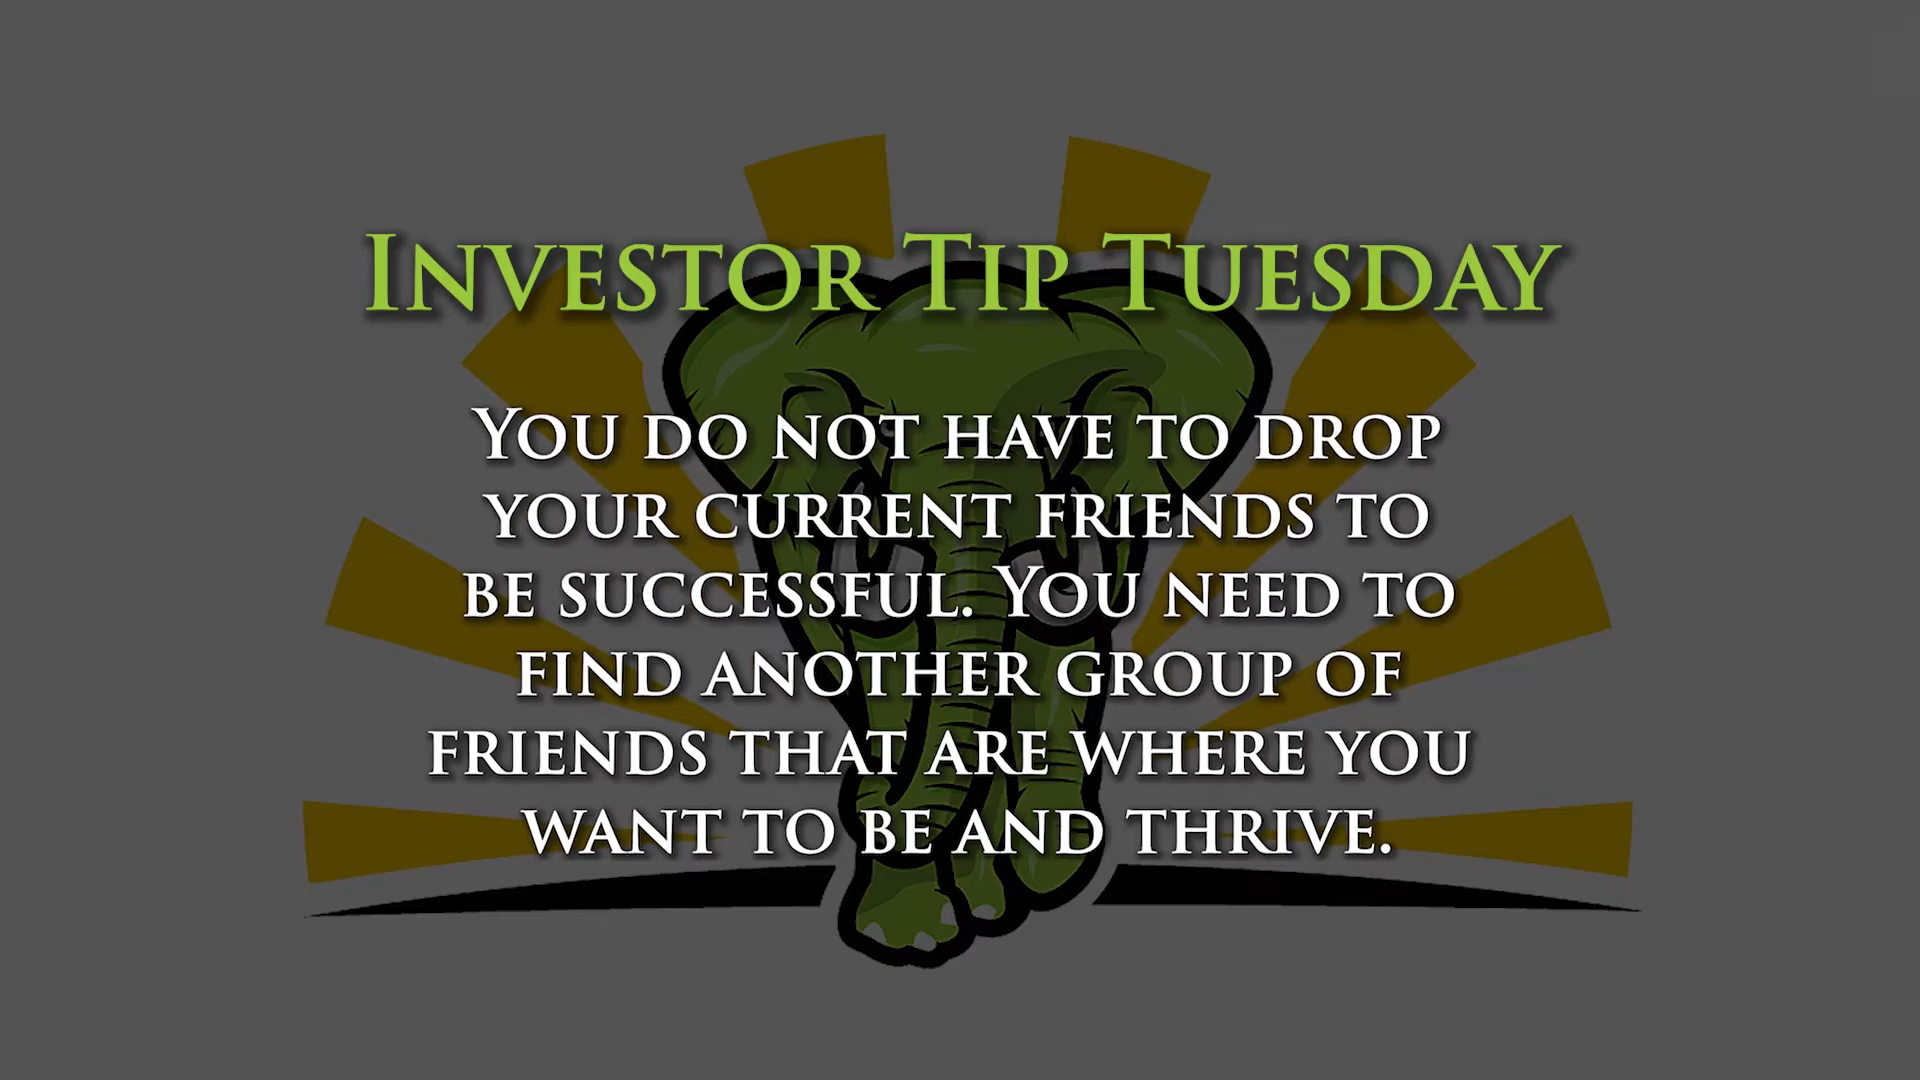 Investor Tip Tuesday
You do not have to drop
your current friends to
be successful. You need to
find another group of
friends that are where you
want to be and thrive.